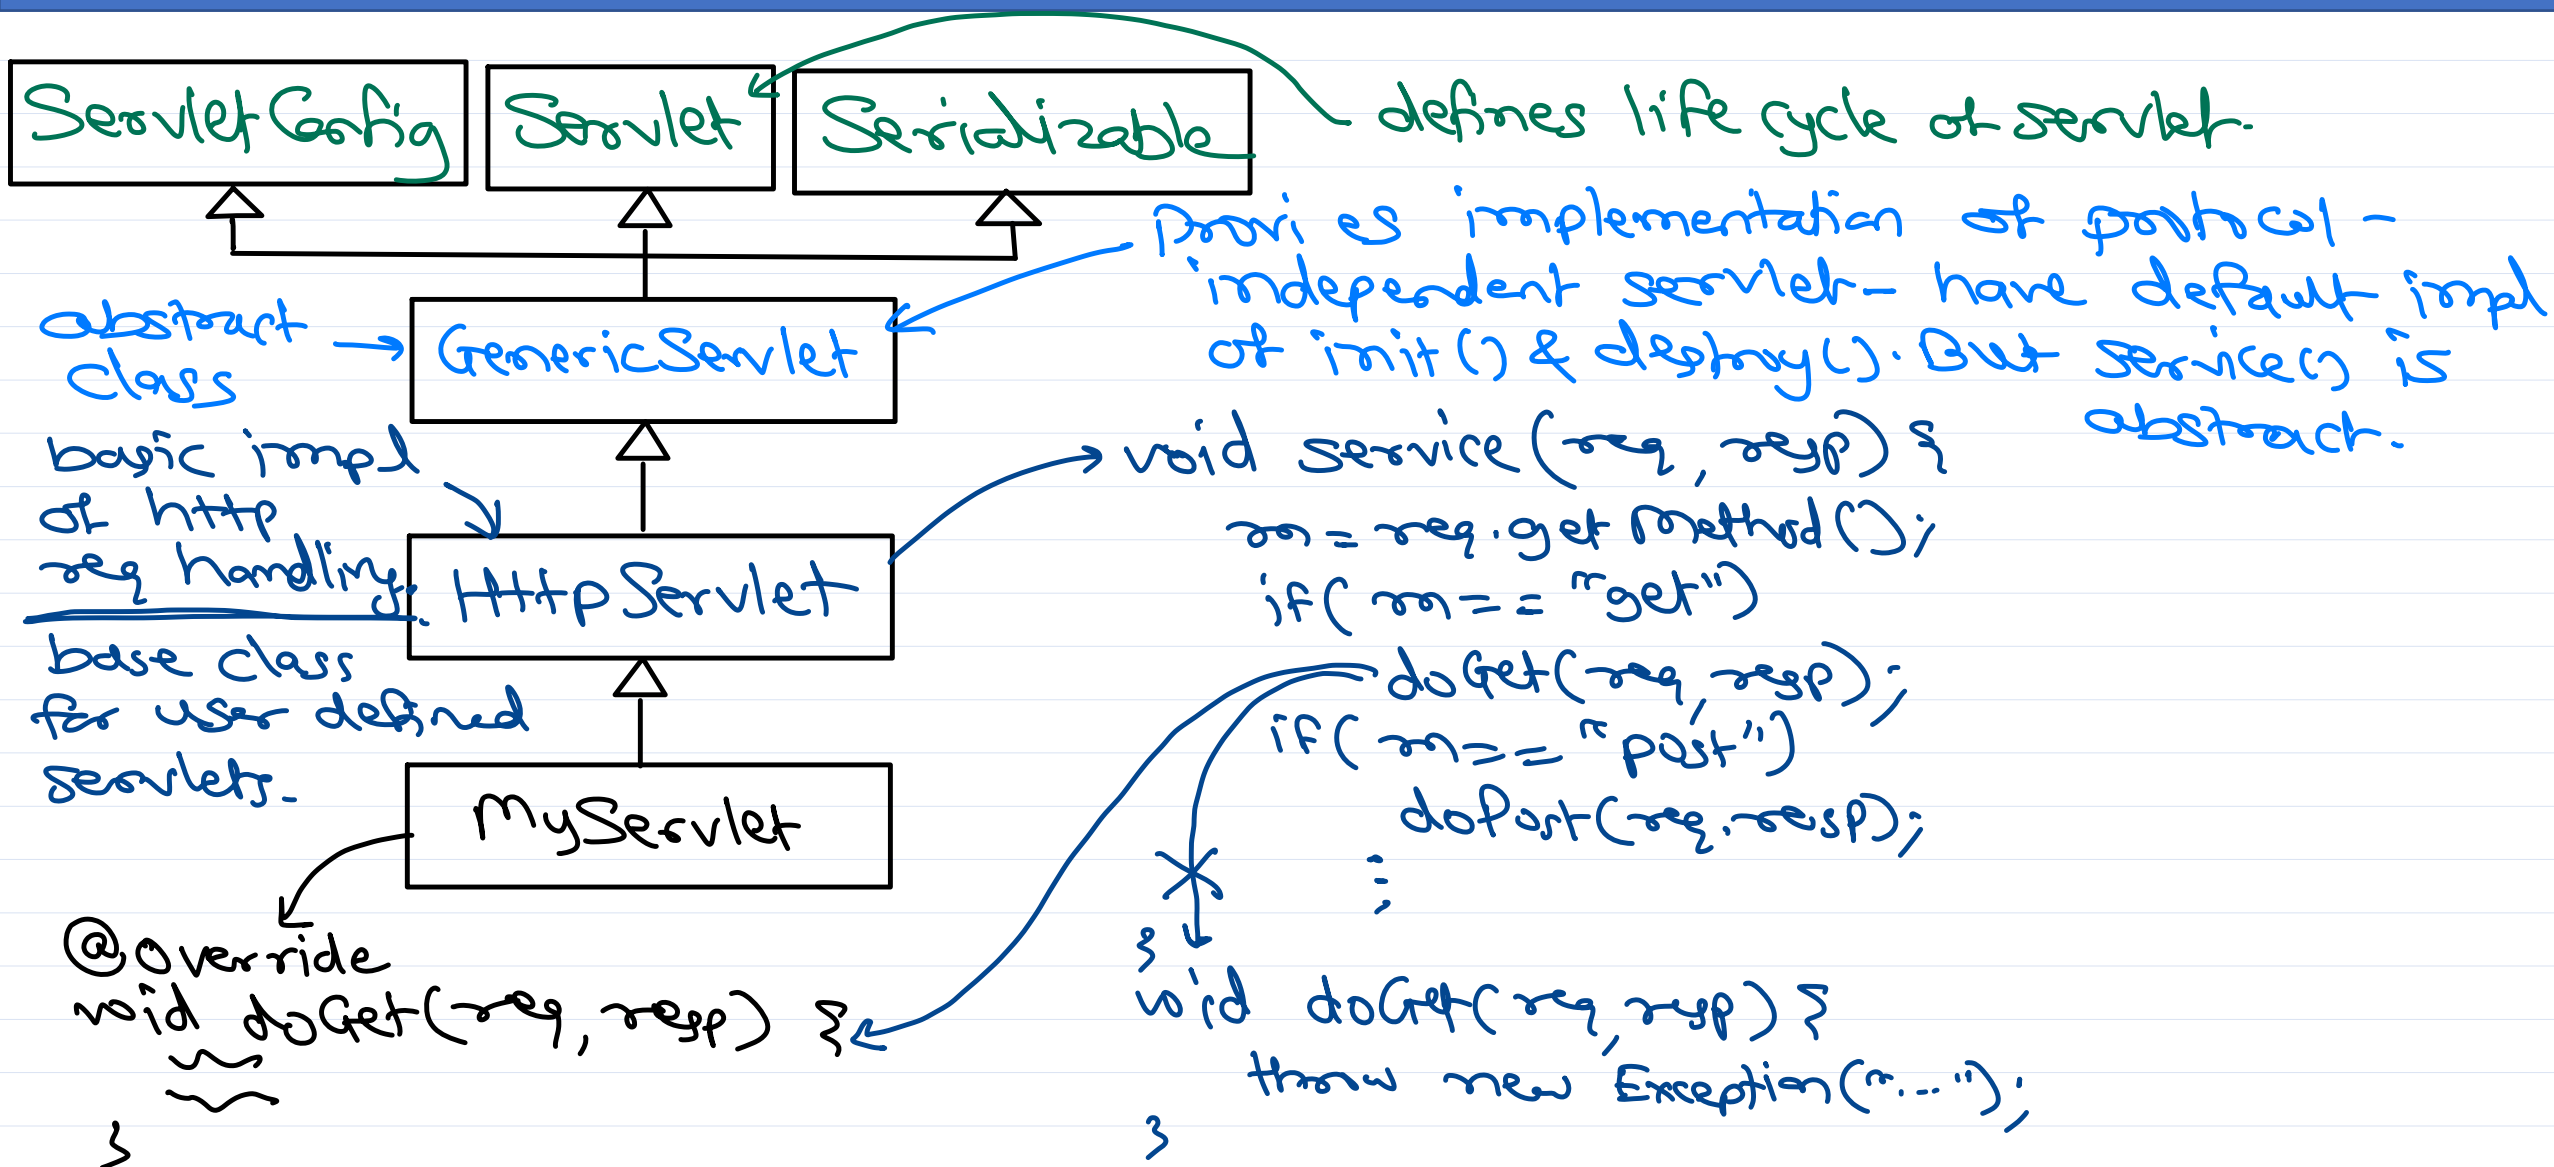 ServletConfig
Servlet
Serializable
defines life cycle of servlet.
Provi es implementation of protocol -
independent servlet - have default impl
of init() & destroy(). But service() is
abstract.
abstract
class
GenericServlet
basic impl
of http
req handling.
HttpServlet
base class
for user defined
servlets.
MyServlet
@Override
void doGet(req, resp) {
}
void service(req, resp) {
m = req.getMethod();
if(m == "get")
doGet(req, resp);
if(m == "post")
doPost(req, resp);
}
void doGet(req, resp) {
throw new Exception("....");
}